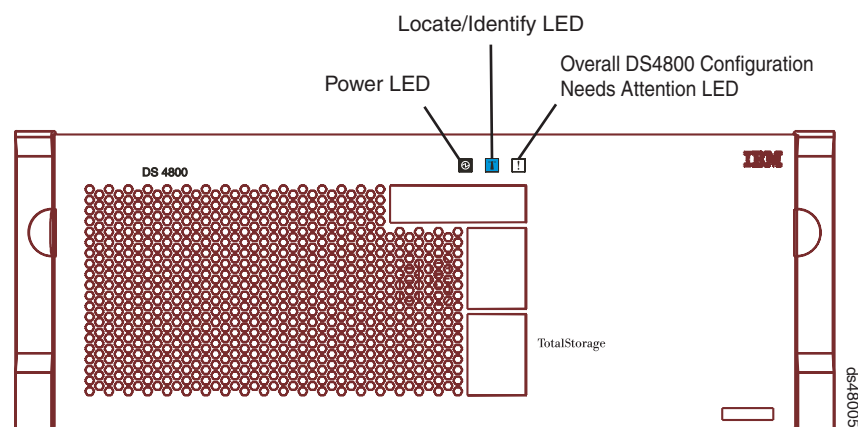 Locate/Identify LED
Overall DS4800 Configuration
Needs Attention LED
Power LED
DS 4800
IBM
TotalStorage
ds48005